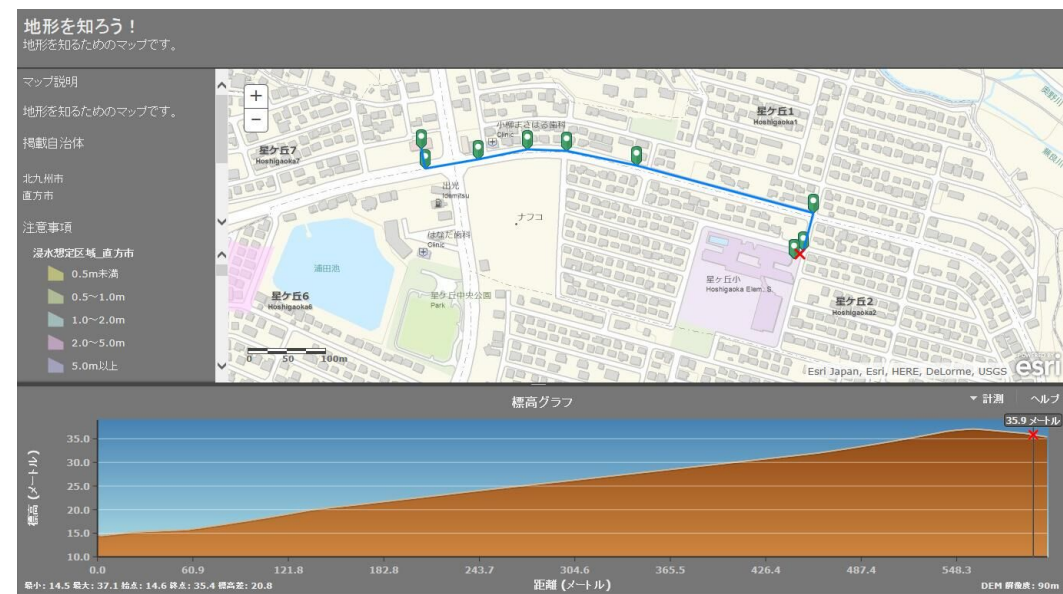 地形を知ろう！
地形を知るためのマップです。
マップ説明
地形を知るためのマップです。
掲載自治体
北九州市
直方市
注意事項
浸水想定区域_直方市
0.5m未満
0.5～1.0m
1.0～2.0m
2.0～5.0m
5.0m以上
+
−
星ケ丘7
Hoshigaoka7
小柳まさはる歯科
Clinic
星ケ丘1
Hoshigaoka1
出光
Idemitsu
ナフコ
はなだ歯科
Clinic
浦田池
星ケ丘6
Hoshigaoka6
星ケ丘中央公園
Park
星ケ丘小
Hoshigaoka Elem. S.
星ケ丘2
Hoshigaoka2
0 50 100m
Esri Japan, Esri, HERE, DeLorme, USGS
esri
標高グラフ
計測
ヘルプ
35.9 メートル
標高 (メートル)
35.0
30.0
25.0
20.0
15.0
10.0
0.0 60.9 121.8 182.8 243.7 304.6 365.5 426.4 487.4 548.3
最小: 14.5 最大: 37.1 始点: 14.6 終点: 35.4 標高差: 20.8
距離 (メートル)
DEM 解像度: 90m